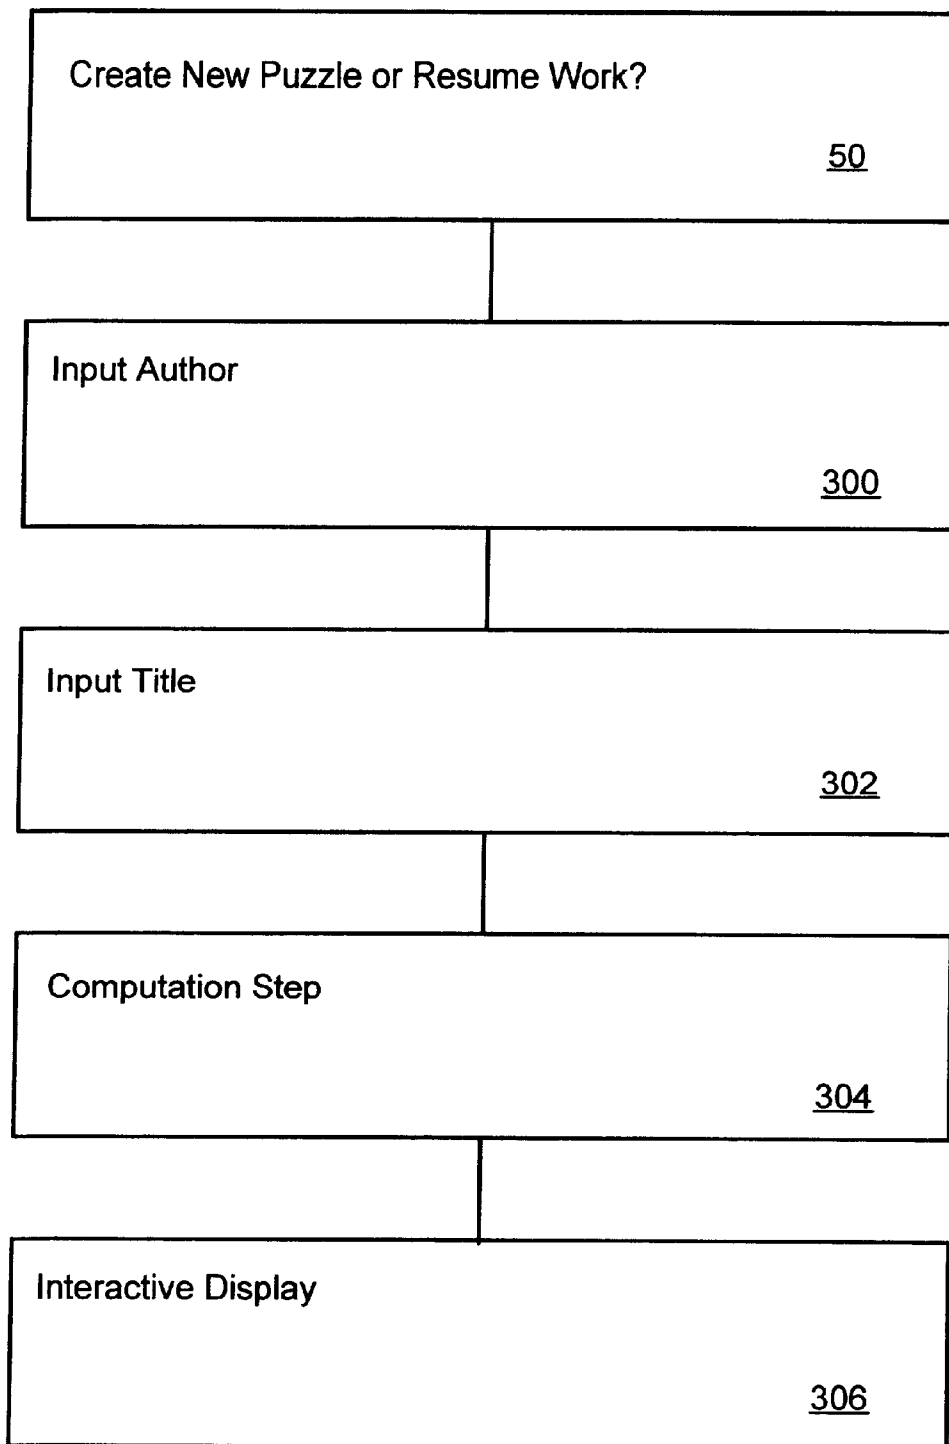 Create New Puzzle or Resume Work?
50
Input Author
300
Input Title
302
Computation Step
304
Interactive Display
306